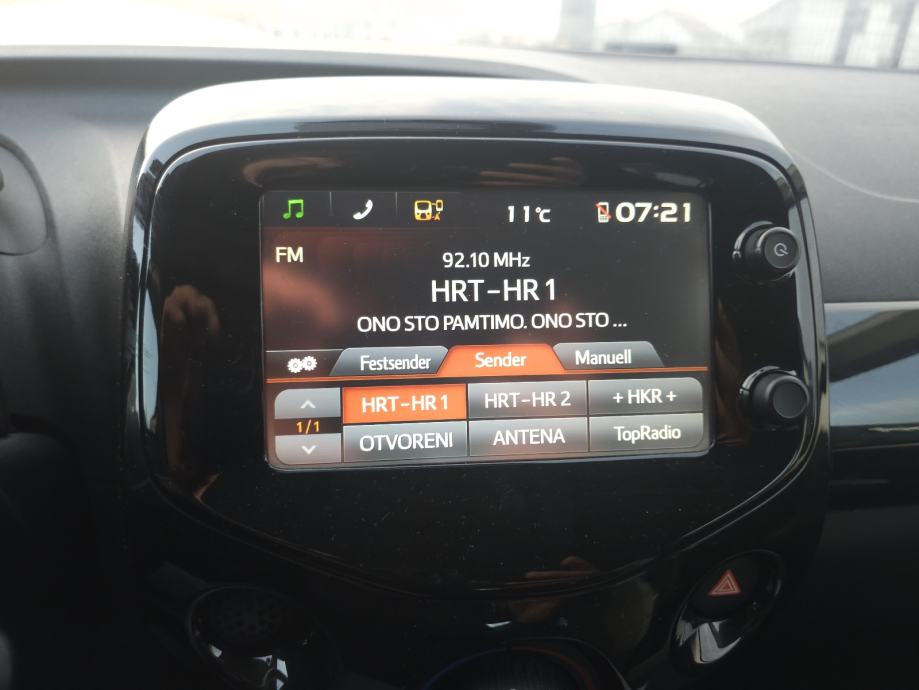 11°C 07:21
FM
92.10 MHz
HRT-HR 1
ONO STO PAMTIMO. ONO STO ...
Festsender Sender Manuell
HRT-HR 1 HRT-HR 2 + HKR +
1/1
OTVORENI ANTENA TopRadio